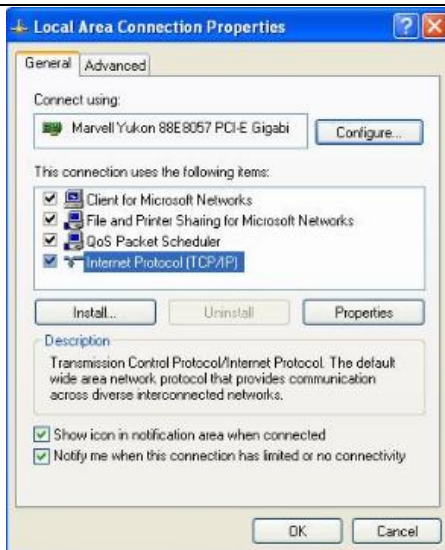 Local Area Connection Properties
General
Advanced
Connect using:
Marvell Yukon 88E8057 PCI-E Gigabi
Configure...
This connection uses the following items:
Client for Microsoft Networks
File and Printer Sharing for Microsoft Networks
QoS Packet Scheduler
Internet Protocol (TCP/IP)
Install...
Uninstall
Properties
Description
Transmission Control Protocol/Internet Protocol. The default
wide area network protocol that provides communication
across diverse interconnected networks.
Show icon in notification area when connected
Notify me when this connection has limited or no connectivity
OK
Cancel